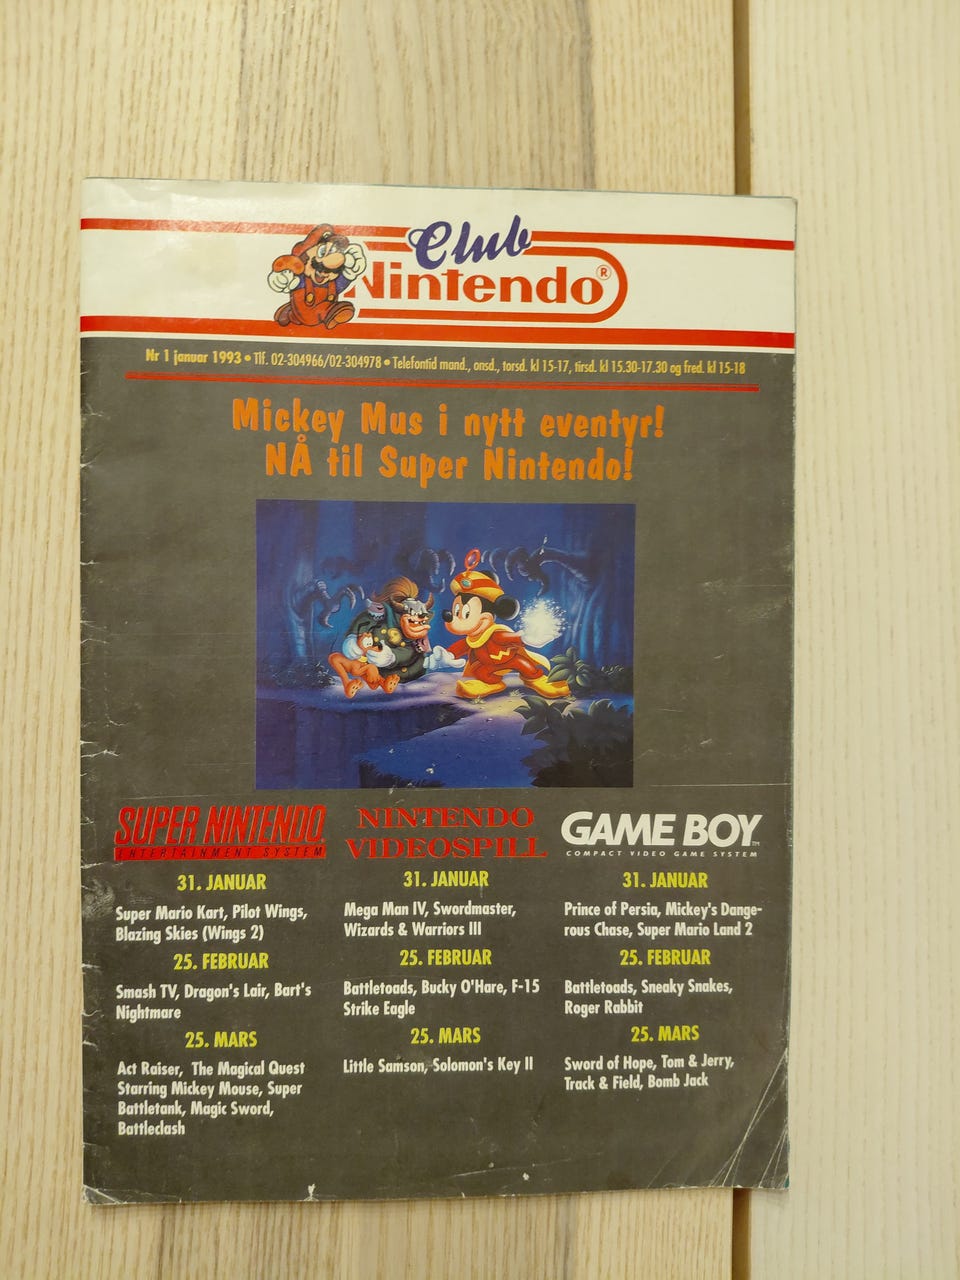 Club
Nintendo®
Nr 1 januar 1993 • Tlf. 02-304966/02-304978 • Telefontid mand., onsd., torsd. kl 15-17, tirsd. kl 15.30-17.30 og fred. kl 15-18
Mickey Mus i nytt eventyr!
NÅ til Super Nintendo!
SUPER NINTENDO
ENTERTAINMENT SYSTEM
31. JANUAR
Super Mario Kart, Pilot Wings,
Blazing Skies (Wings 2)
25. FEBRUAR
Smash TV, Dragon's Lair, Bart's
Nightmare
25. MARS
Act Raiser, The Magical Quest
Starring Mickey Mouse, Super
Battletank, Magic Sword,
Battleclash
NINTENDO
VIDEOSPILL
31. JANUAR
Mega Man IV, Swordmaster,
Wizards & Warriors III
25. FEBRUAR
Battletoads, Bucky O'Hare, F-15
Strike Eagle
25. MARS
Little Samson, Solomon's Key II
GAME BOY™
COMPACT VIDEO GAME SYSTEM
31. JANUAR
Prince of Persia, Mickey's Dange-
rous Chase, Super Mario Land 2
25. FEBRUAR
Battletoads, Sneaky Snakes,
Roger Rabbit
25. MARS
Sword of Hope, Tom & Jerry,
Track & Field, Bomb Jack